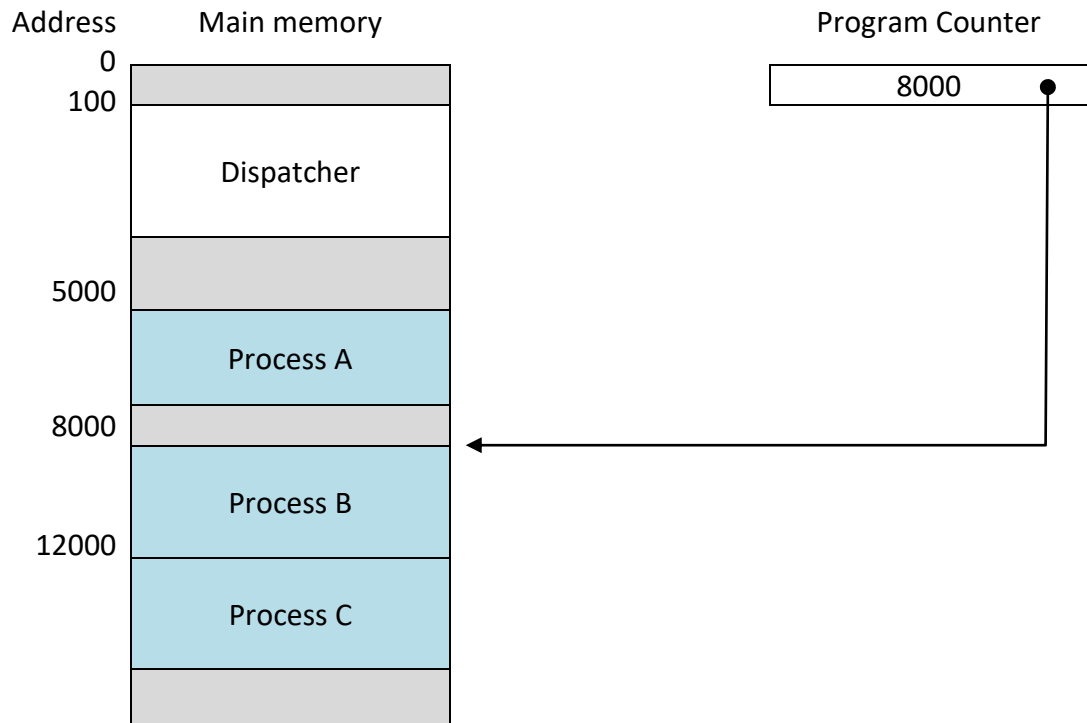 Address Main memory Program Counter
0
8000
100
Dispatcher
5000
Process A
8000
Process B
12000
Process C